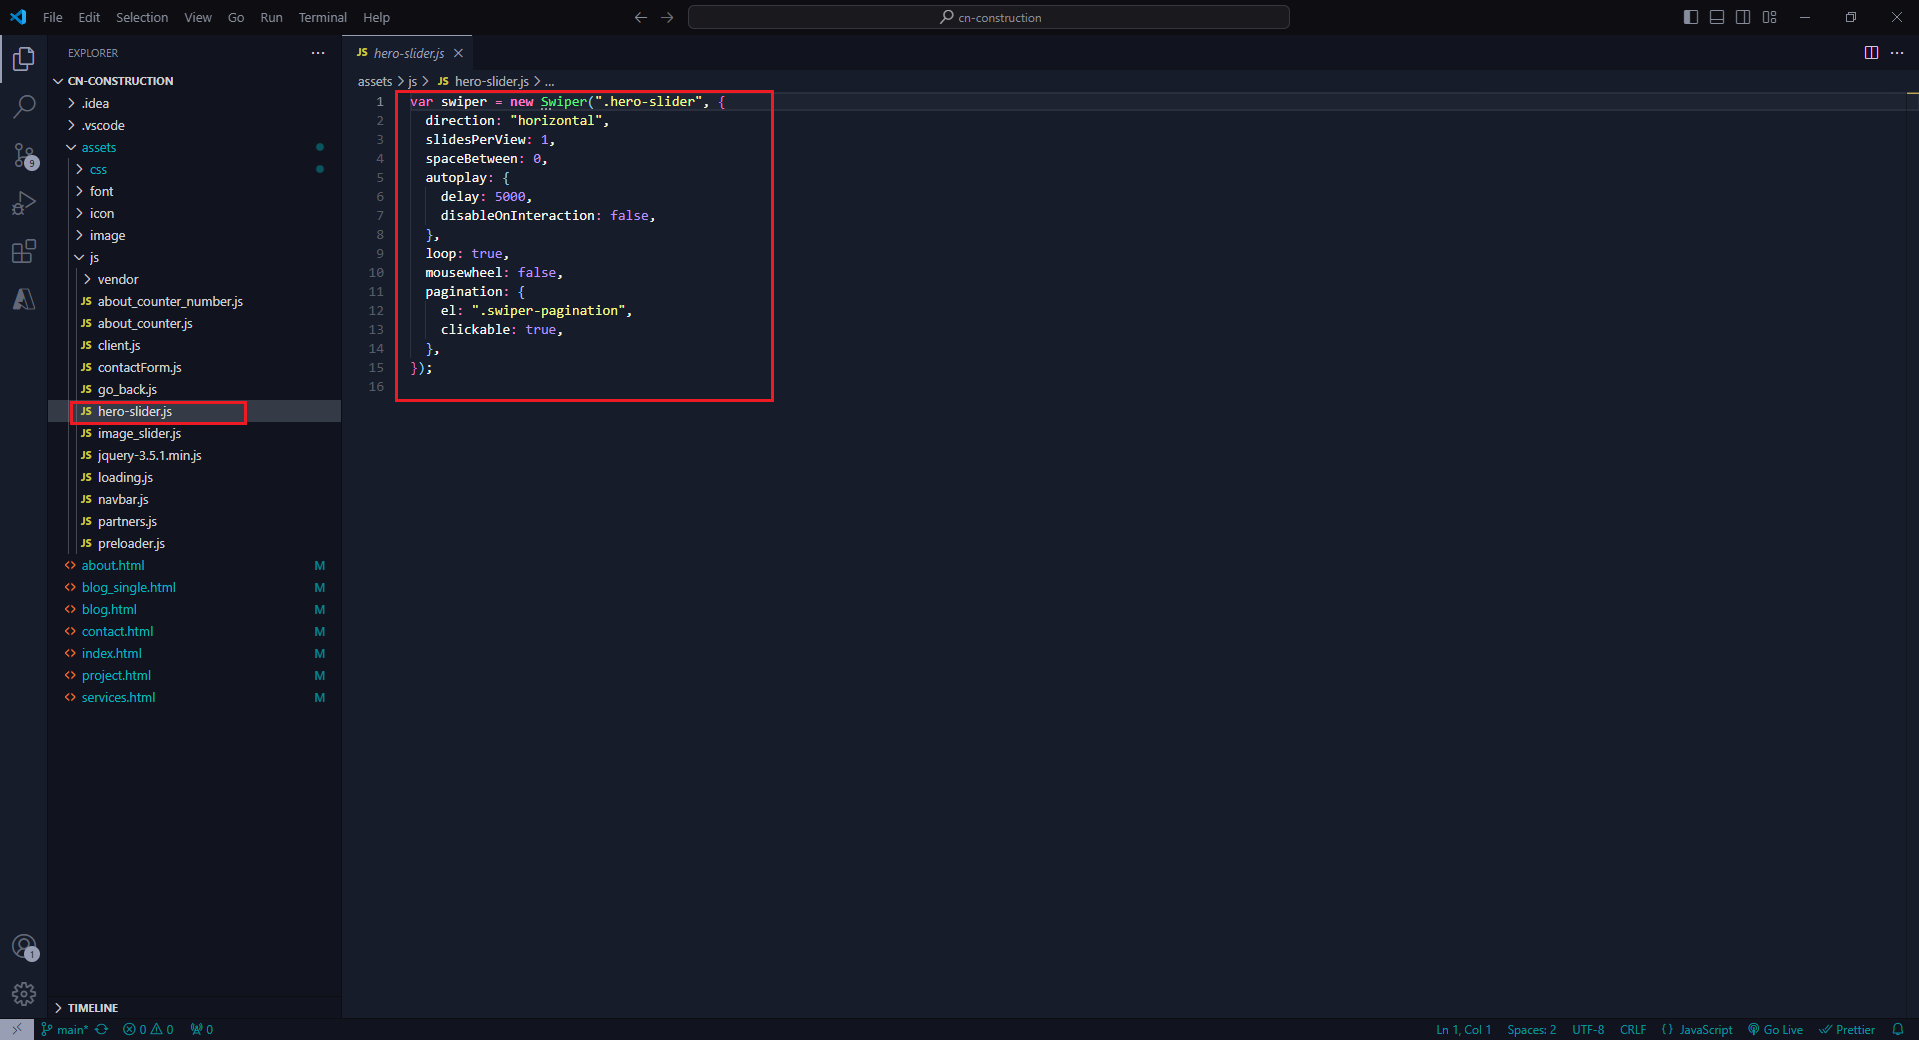 File Edit Selection View Go Run Terminal Help
cn-construction
EXPLORER
CN-CONSTRUCTION
.idea
.vscode
assets
css
font
icon
image
js
vendor
JS about_counter_number.js
JS about_counter.js
JS client.js
JS contactForm.js
JS go_back.js
JS hero-slider.js
JS image_slider.js
JS jquery-3.5.1.min.js
JS loading.js
JS navbar.js
JS partners.js
JS preloader.js
about.html M
blog_single.html M
blog.html M
contact.html M
index.html M
project.html M
services.html M
TIMELINE
9
1
JS hero-slider.js
assets > js > JS hero-slider.js > ...
1 var swiper = new Swiper(".hero-slider", {
2 direction: "horizontal",
3 slidesPerView: 1,
4 spaceBetween: 0,
5 autoplay: {
6 delay: 5000,
7 disableOnInteraction: false,
8 },
9 loop: true,
10 mousewheel: false,
11 pagination: {
12 el: ".swiper-pagination",
13 clickable: true,
14 },
15 });
16
main* 0 0 0
Ln 1, Col 1 Spaces: 2 UTF-8 CRLF {} JavaScript Go Live Prettier